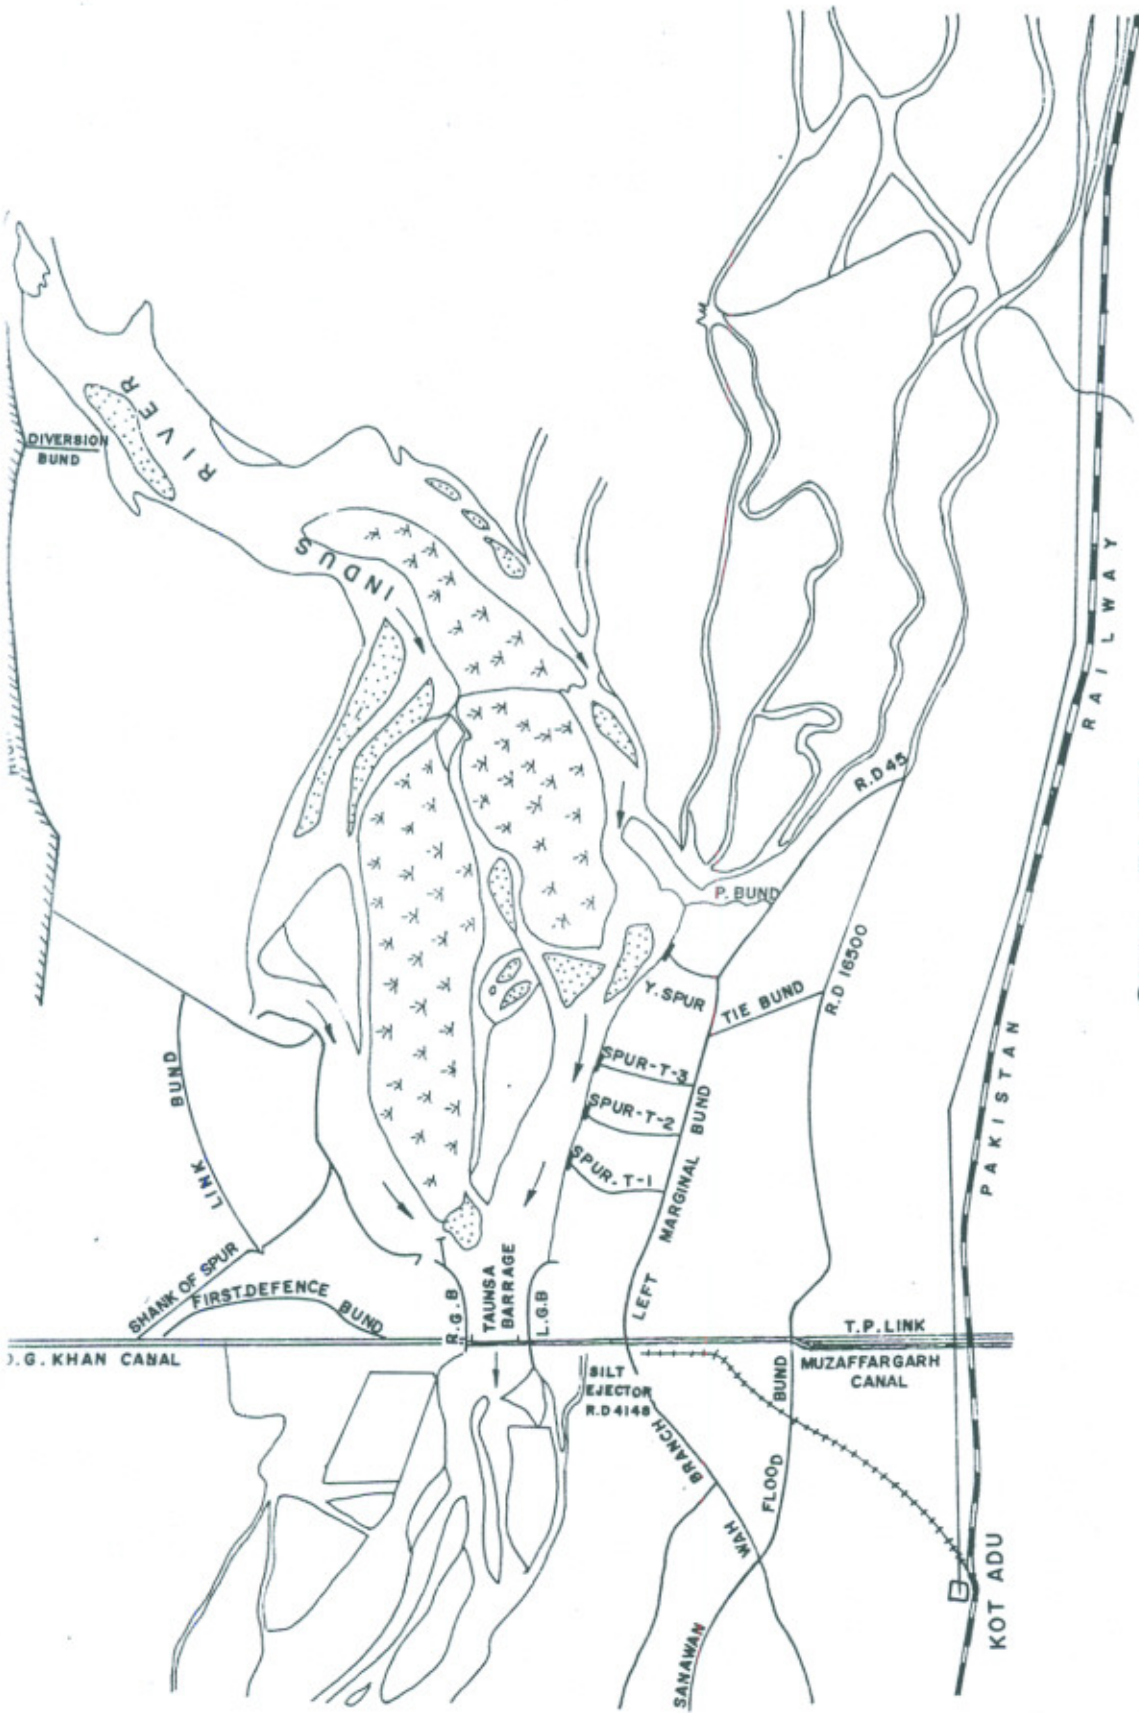 RIVER
DIVERSION
BUND
INDUS
RAILWAY
R.D 45
P. BUND
R.D 16500
Y. SPUR
TIE BUND
SPUR-T-3
SPUR-T-2
SPUR-T-1
PAKISTAN
LINK BUND
LEFT MARGINAL BUND
SHANK OF SPUR
FIRST DEFENCE BUND
R.G.B
TAUNSA
BARRAGE
L.G.B
T.P. LINK
D.G. KHAN CANAL
MUZAFFARGARH
CANAL
SILT
EJECTOR
R.D 4148
FLOOD BUND
BRANCH
WAH
SANAWAN
KOT ADU